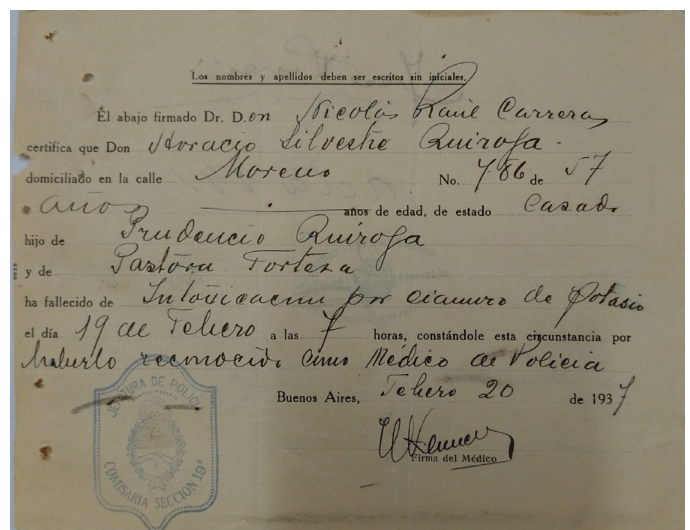 Los nombres y apellidos deben ser escritos sin iniciales.
El abajo firmado Dr. Don Nicolás Raúl Carreras
certifica que Don Horacio Silvestre Quiroga.
domiciliado en la calle Moreno No. 786 de 57
años años de edad, de estado Casado
hijo de Prudencio Quiroga
y de Pastora Forteza
ha fallecido de Intoxicación por cianuro de potasio
el día 19 de Febrero a las 7 horas, constándole esta circunstancia por
haberlo reconocido como Médico de Policia
Buenos Aires, Febero 20 de 1937
Firma del Médico
JEFATURA DE POLICIA
COMISARIA SECCION 19ª